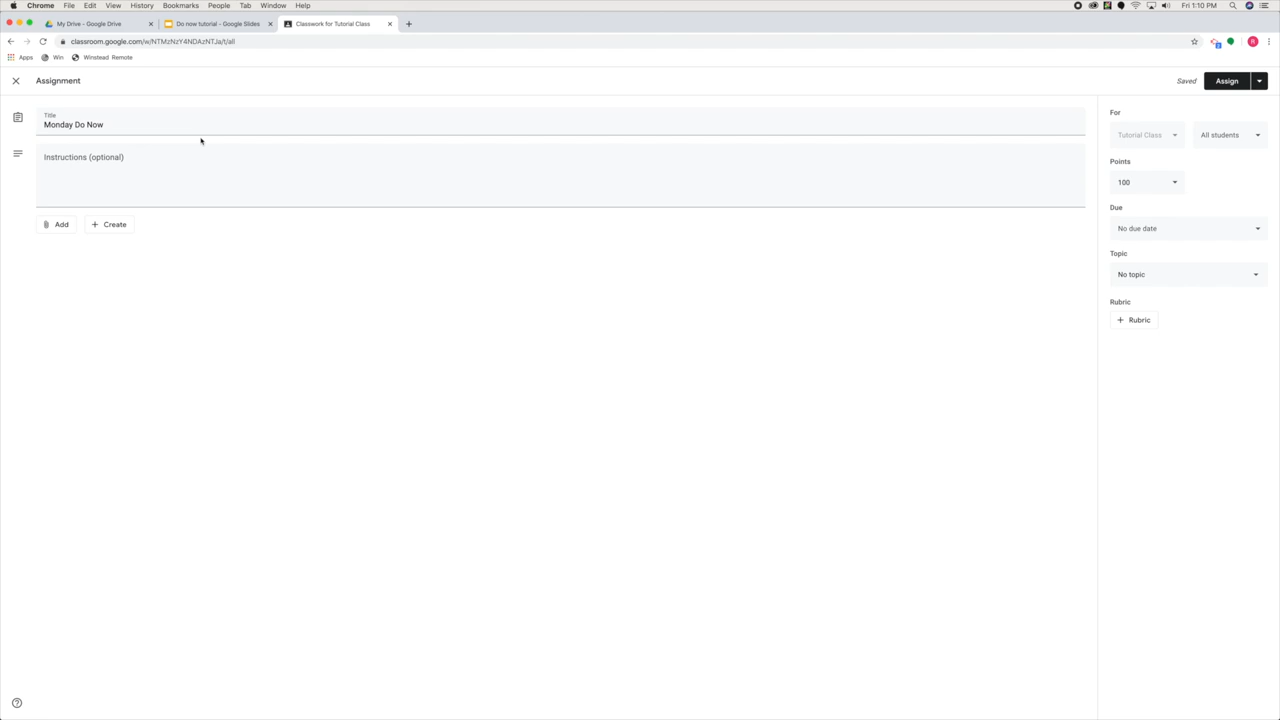 Chrome File Edit View History Bookmarks People Tab Window Help Fri 1:10 PM
My Drive - Google Drive Do now tutorial - Google Slides Classwork for Tutorial Class
classroom.google.com/w/NTMzNzY4NDAzNTJa/t/all
Apps Win Winstead Remote
Assignment Saved Assign
Title
Monday Do Now
Instructions (optional)
Add Create
For
Tutorial Class All students
Points
100
Due
No due date
Topic
No topic
Rubric
Rubric